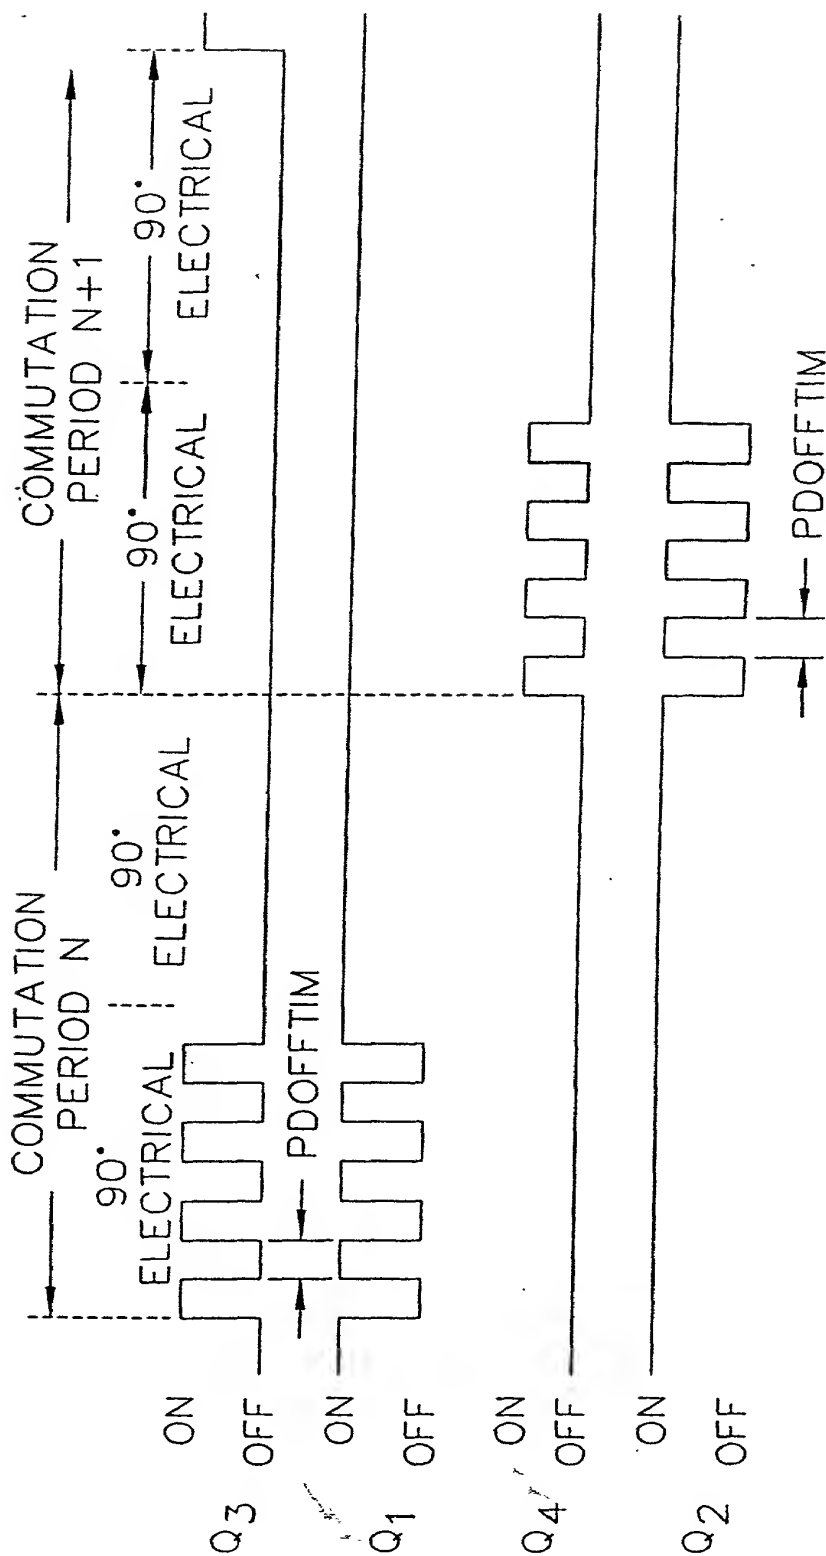 COMMUTATION
PERIOD N
COMMUTATION
PERIOD N+1
90°
ELECTRICAL
90°
ELECTRICAL
90°
ELECTRICAL
90°
ELECTRICAL
Q3
ON
OFF
PDOFFTIM
Q1
ON
OFF
Q4
ON
OFF
Q2
ON
OFF
PDOFFTIM